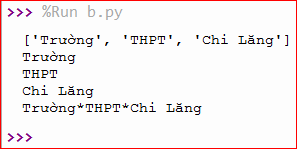 >>> %Run b.py
['Trường', 'THPT', 'Chi Lăng']
Trường
THPT
Chi Lăng
Trường*THPT*Chi Lăng
>>>